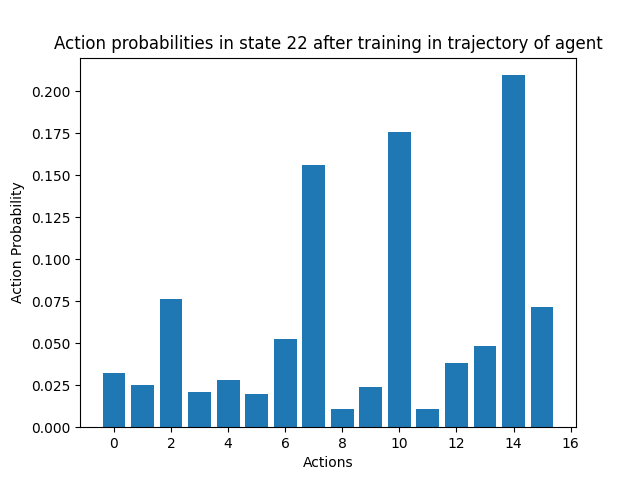 Action probabilities in state 22 after training in trajectory of agent
0.200
0.175
0.150
0.125
0.100
0.075
0.050
0.025
0.000
Action Probability
0 2 4 6 8 10 12 14 16
Actions